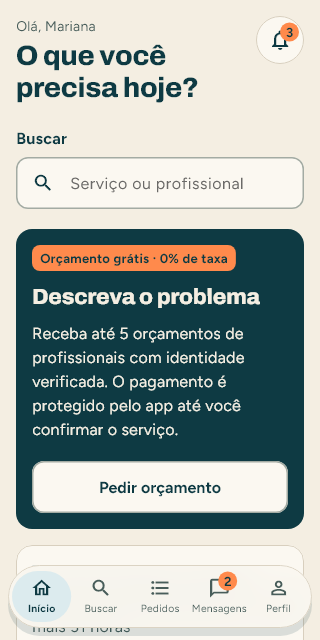 Olá, Mariana
O que você
precisa hoje?
3
Buscar
Serviço ou profissional
Orçamento grátis · 0% de taxa
Descreva o problema
Receba até 5 orçamentos de
profissionais com identidade
verificada. O pagamento é
protegido pelo app até você
confirmar o serviço.
Pedir orçamento
2
Início
Buscar
Pedidos
Mensagens
Perfil